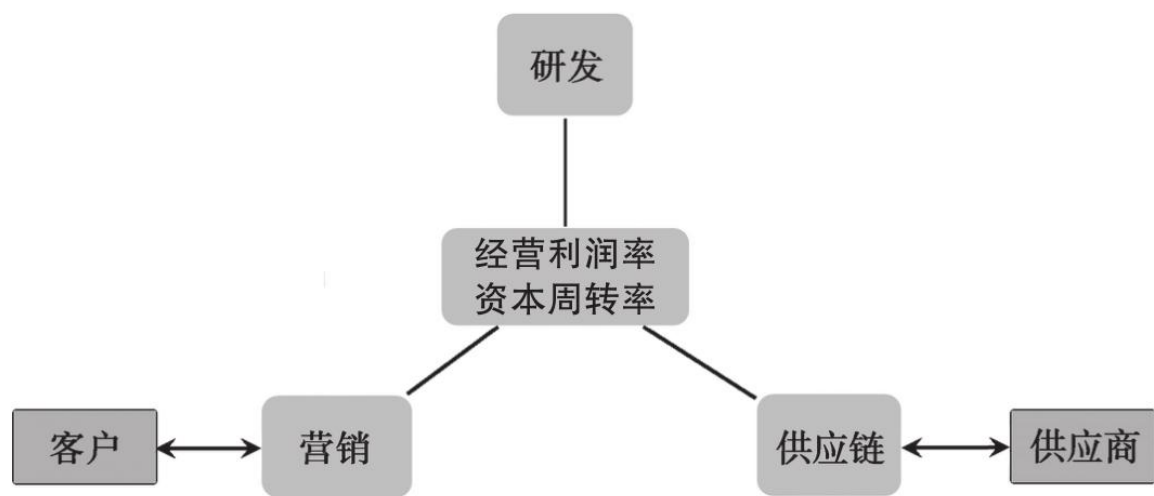 研发
经营利润率
资本周转率
客户
营销
供应链
供应商